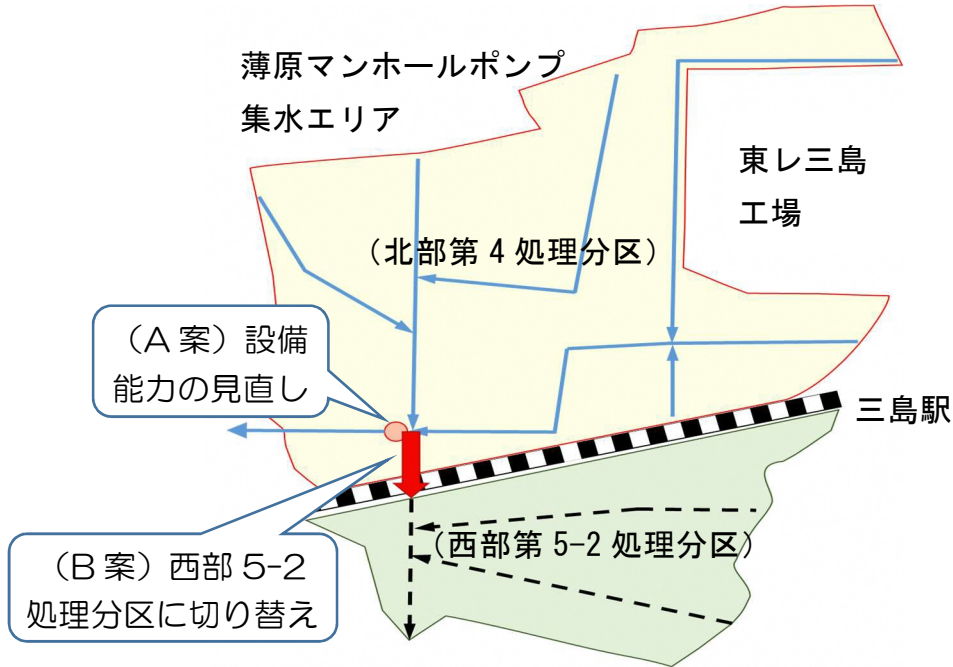 薄原マンホールポンプ
集水エリア
東レ三島
工場
（北部第4処理分区）
（A案）設備
能力の見直し
三島駅
（西部第5-2処理分区）
（B案）西部5-2
処理分区に切り替え